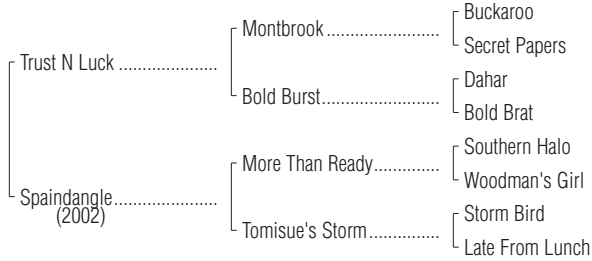 Buckaroo
Montbrook
Secret Papers
Trust N Luck
Dahar
Bold Burst
Bold Brat
Southern Halo
More Than Ready
Woodman's Girl
Spaindangle
(2002)
Storm Bird
Tomisue's Storm
Late From Lunch